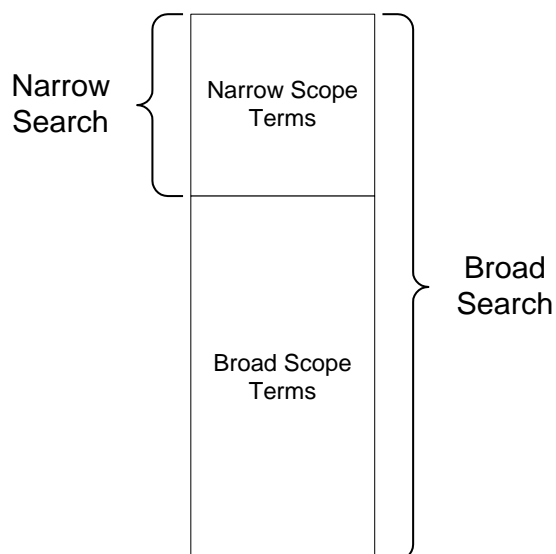 Narrow
Search
Narrow Scope
Terms
Broad
Search
Broad Scope
Terms